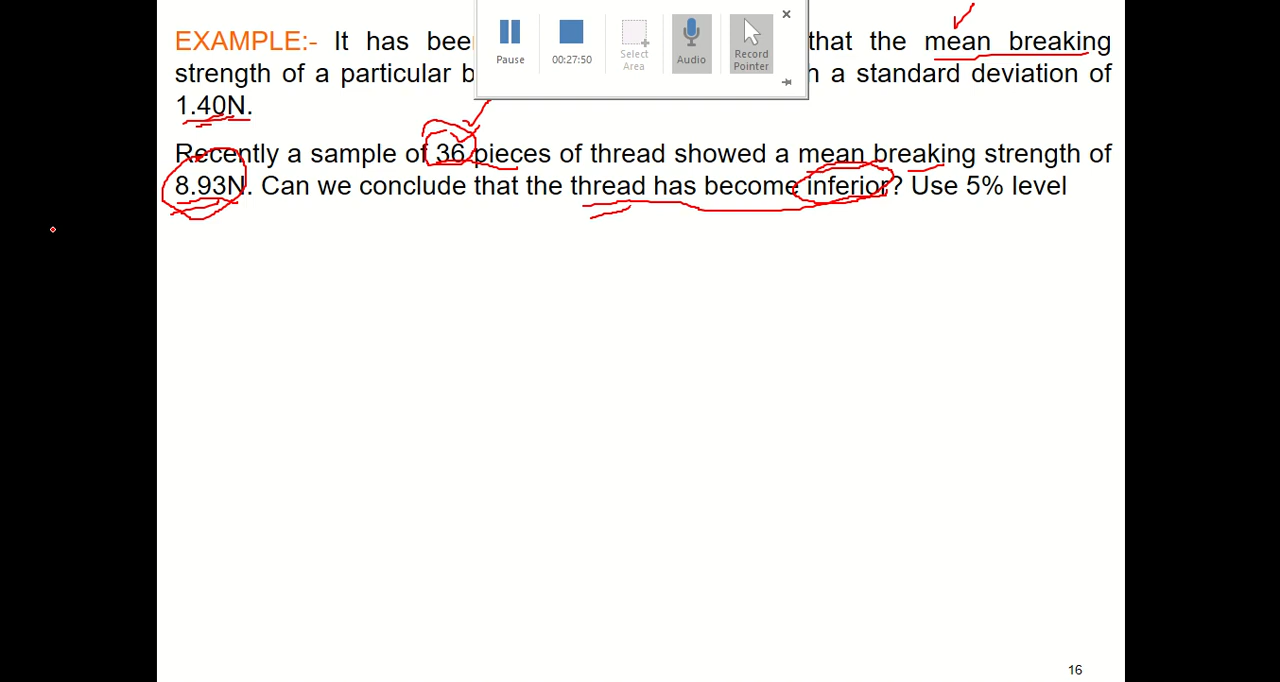 EXAMPLE:- It has that the mean breaking
strength of a particular a standard deviation of
1.40N.
Recently a sample of 36 pieces of thread showed a mean breaking strength of
8.93N. Can we conclude that the thread has become inferior? Use 5% level
Pause
00:27:50
Select
Area
Audio
Record
Pointer
16